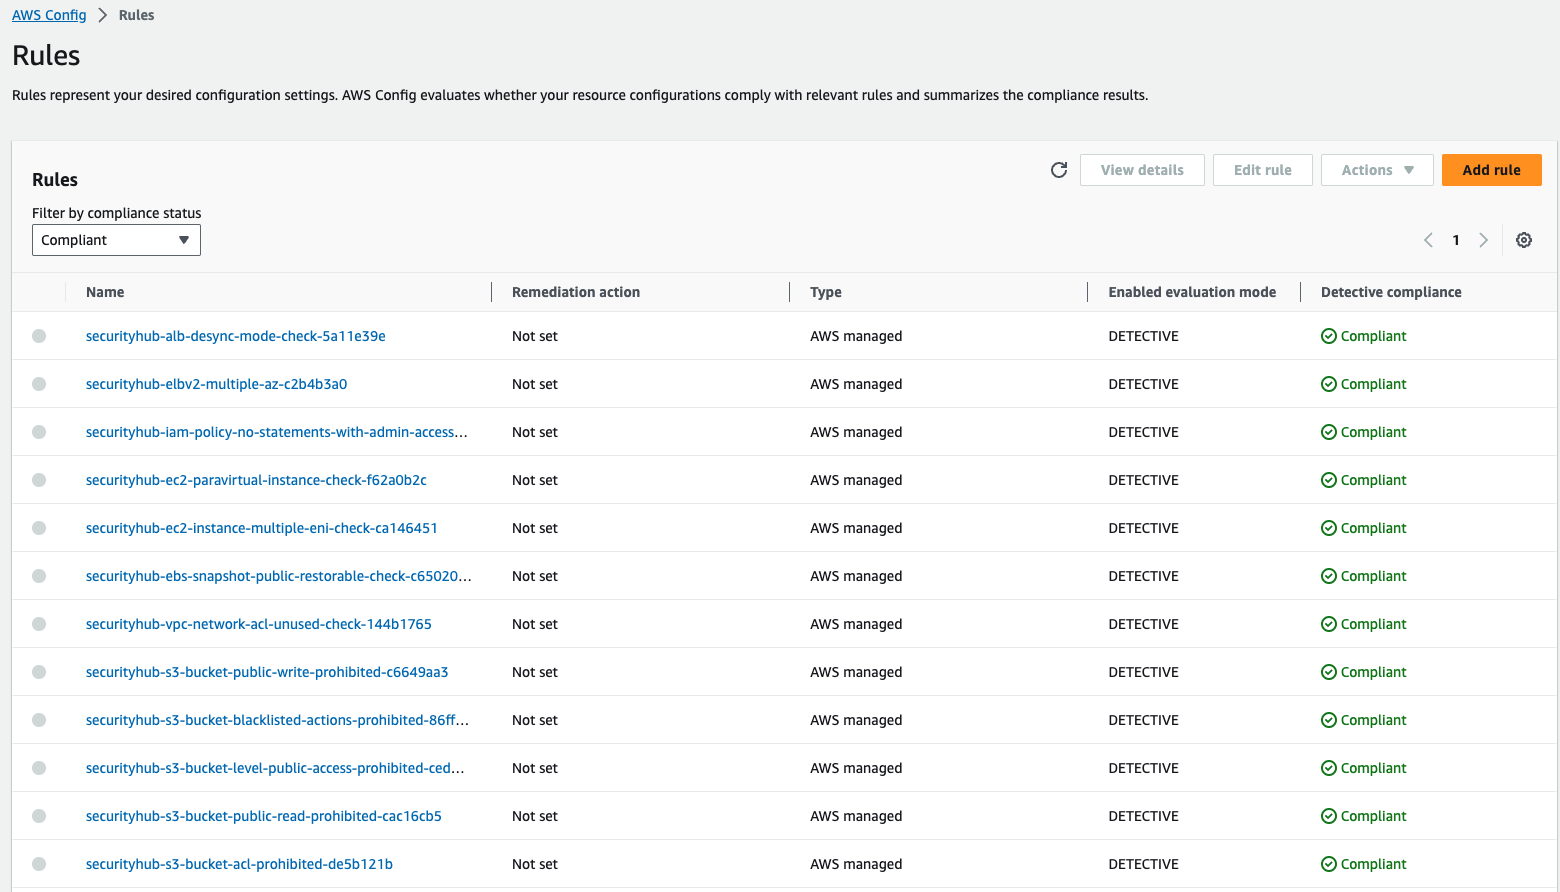 AWS Config > Rules
Rules
Rules represent your desired configuration settings. AWS Config evaluates whether your resource configurations comply with relevant rules and summarizes the compliance results.
Rules
View details Edit rule Actions Add rule
Filter by compliance status
Compliant
1
Name Remediation action Type Enabled evaluation mode Detective compliance
securityhub-alb-desync-mode-check-5a11e39e Not set AWS managed DETECTIVE Compliant
securityhub-elbv2-multiple-az-c2b4b3a0 Not set AWS managed DETECTIVE Compliant
securityhub-iam-policy-no-statements-with-admin-access... Not set AWS managed DETECTIVE Compliant
securityhub-ec2-paravirtual-instance-check-f62a0b2c Not set AWS managed DETECTIVE Compliant
securityhub-ec2-instance-multiple-eni-check-ca146451 Not set AWS managed DETECTIVE Compliant
securityhub-ebs-snapshot-public-restorable-check-c65020... Not set AWS managed DETECTIVE Compliant
securityhub-vpc-network-acl-unused-check-144b1765 Not set AWS managed DETECTIVE Compliant
securityhub-s3-bucket-public-write-prohibited-c6649aa3 Not set AWS managed DETECTIVE Compliant
securityhub-s3-bucket-blacklisted-actions-prohibited-86ff... Not set AWS managed DETECTIVE Compliant
securityhub-s3-bucket-level-public-access-prohibited-ced... Not set AWS managed DETECTIVE Compliant
securityhub-s3-bucket-public-read-prohibited-cac16cb5 Not set AWS managed DETECTIVE Compliant
securityhub-s3-bucket-acl-prohibited-de5b121b Not set AWS managed DETECTIVE Compliant